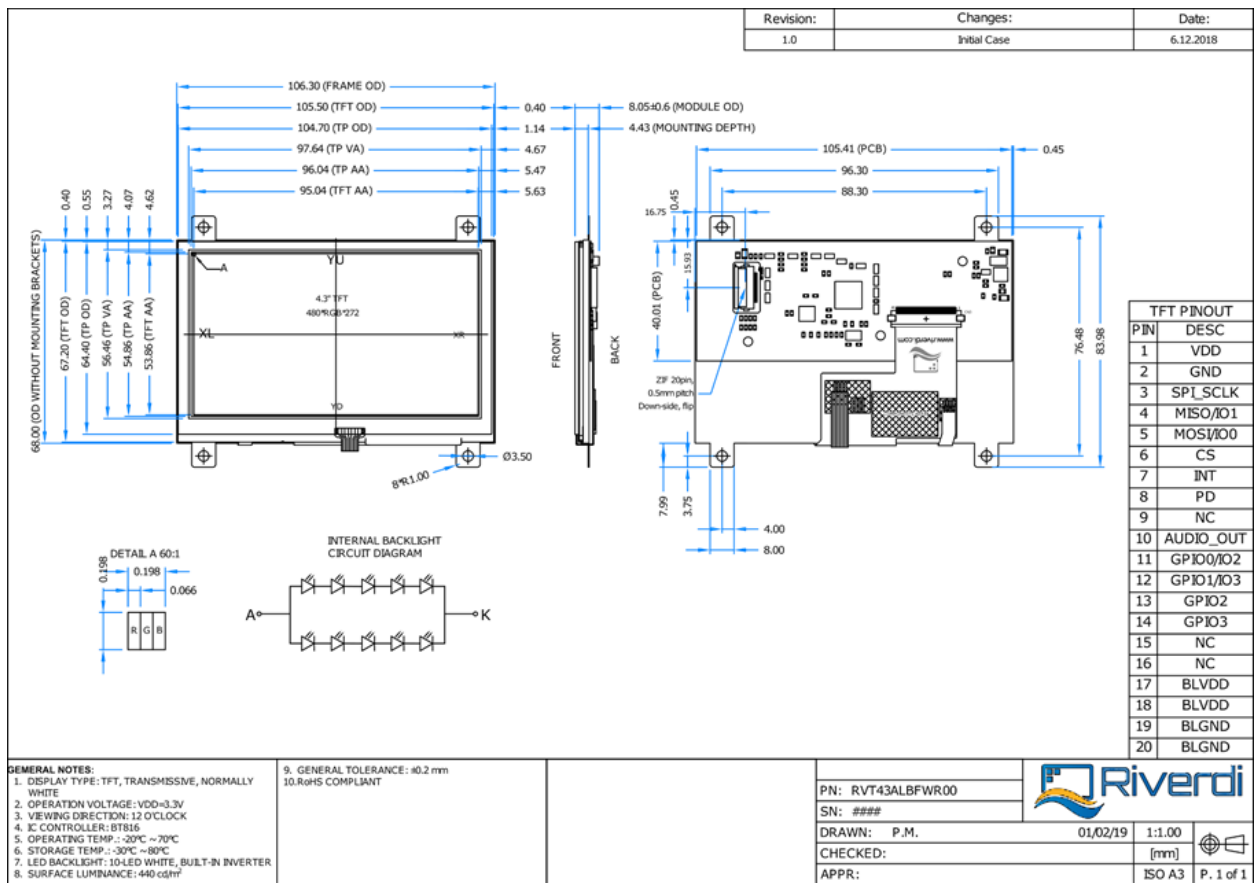 Revision: Changes: Date:
1.0 Initial Case 6.12.2018
106.30 (FRAME OD)
105.50 (TFT OD) 0.40 8.05±0.6 (MODULE OD)
104.70 (TP OD) 1.14 4.43 (MOUNTING DEPTH)
97.64 (TP VA) 4.67
96.04 (TP AA) 5.47
95.04 (TFT AA) 5.63
105.41 (PCB) 0.45
96.30
88.30
16.75
0.45
15.93
40.01 (PCB)
0.40
0.55
3.27
4.07
4.62
68.00 (OD WITHOUT MOUNTING BRACKETS)
67.20 (TFT OD)
64.40 (TP OD)
56.46 (TP VA)
54.86 (TP AA)
53.86 (TFT AA)
A
YU
4.3" TFT
480*RGB*272
XL
XR
YD
Ø3.50
8*R1.00
FRONT
BACK
www.riverdi.com
ZIF 20pin,
0.5mm pitch
Down-side, flip
76.48
83.98
7.99
3.75
4.00
8.00
TFT PINOUT
PIN DESC
1 VDD
2 GND
3 SPI_SCLK
4 MISO/IO1
5 MOSI/IO0
6 CS
7 INT
8 PD
9 NC
10 AUDIO_OUT
11 GPIO0/IO2
12 GPIO1/IO3
13 GPIO2
14 GPIO3
15 NC
16 NC
17 BLVDD
18 BLVDD
19 BLGND
20 BLGND
DETAIL A 60:1
0.198
0.198
0.066
R G B
INTERNAL BACKLIGHT
CIRCUIT DIAGRAM
A K
GEMERAL NOTES:
1. DISPLAY TYPE: TFT, TRANSMISSIVE, NORMALLY
WHITE
2. OPERATION VOLTAGE: VDD=3.3V
3. VIEWING DIRECTION: 12 O'CLOCK
4. IC CONTROLLER: BT816
5. OPERATING TEMP.: -20°C ~70°C
6. STORAGE TEMP.: -30°C ~80°C
7. LED BACKLIGHT: 10-LED WHITE, BUILT-IN INVERTER
8. SURFACE LUMINANCE: 440 cd/m²
9. GENERAL TOLERANCE: ±0.2 mm
10.RoHS COMPLIANT
PN: RVT43ALBFWR00
SN: ####
Riverdi
DRAWN: P.M. 01/02/19 1:1.00
CHECKED: [mm]
APPR: ISO A3 P. 1 of 1